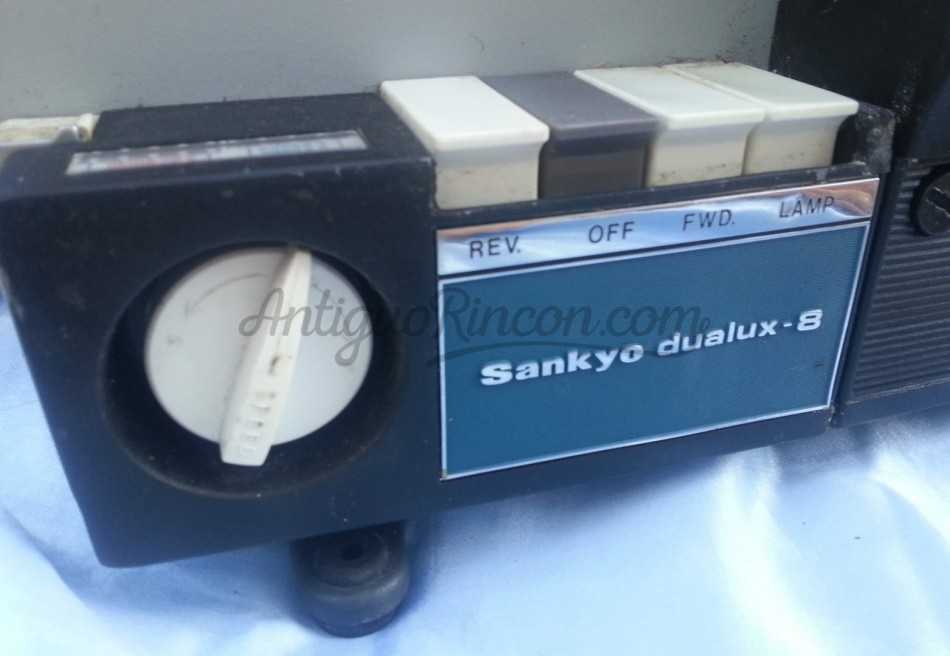 REV. OFF FWD. LAMP
AntiguoRincon.com
Sankyo dualux-8